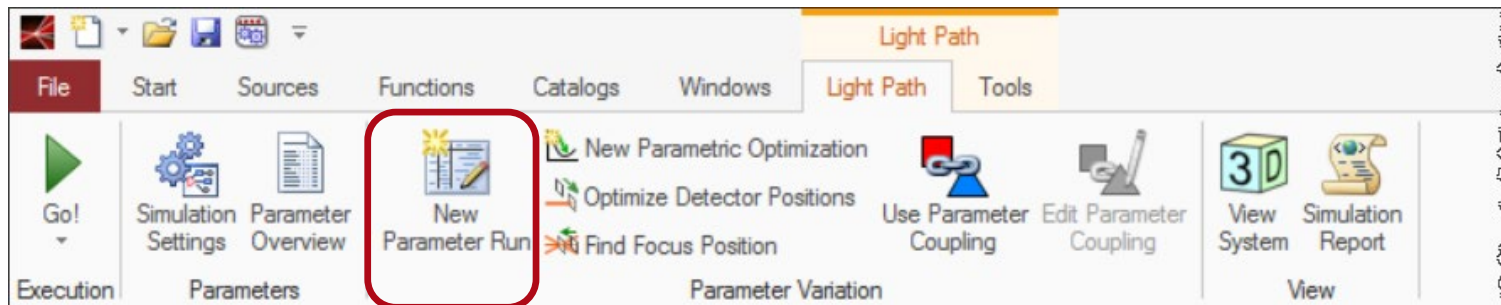 Light Path
File Start Sources Functions Catalogs Windows Light Path Tools
New Parametric Optimization
Optimize Detector Positions
Find Focus Position
Go!
Simulation
Settings
Parameter
Overview
New
Parameter Run
Use Parameter
Coupling
Edit Parameter
Coupling
3D
View
System
Simulation
Report
Execution Parameters Parameter Variation View